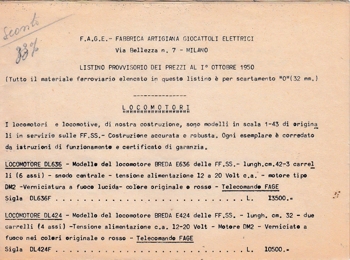 Sconto
33%
F.A.G.E.- FABBRICA ARTIGIANA GIOCATTOLI ELETTRICI
Via Bellezza n. 7 - MILANO
LISTINO PROVVISORIO DEI PREZZI AL I° OTTOBRE 1950
(Tutto il materiale ferroviario elencato in questo listino è per scartamento "0"(32 mm.)
LOCOMOTORI
I locomotori e locomotive, di nostra costruzione, sono modelli in scala 1-43 di origina
li in servizio sulle FF.SS.- Costruzione accurata e robusta. Ogni esemplare è corredato
da istruzioni di funzionamento e certificato di garanzia.
LOCOMOTORE DL636 - Modello del locomotore BREDA E636 delle FF.SS.- lungh.cm.42-3 carrel
li (6 assi) - snodo centrale - tensione alimentazione 12 a 20 Volt c.a. - motore tipo
DM2 -Verniciatura a fuoco lucida- colore originale o rosso - Telecomando FAGE
Sigla DL636F . . . . . . . . . . . . . . . . L. 13500.=
LOCOMOTORE DL424 - Modello del locomotore BREDA E424 delle FF.SS. lungh, cm. 32 - due
carrelli (4 assi) -Tensione alimentazione c.a. 12-20 Volt - Motore DM2 - Verniciato a
fuoco nei colori originale o rosso - Telecomando FAGE
Sigla DL424F . . . . . . . . . . . . . . . . L. 10500.=